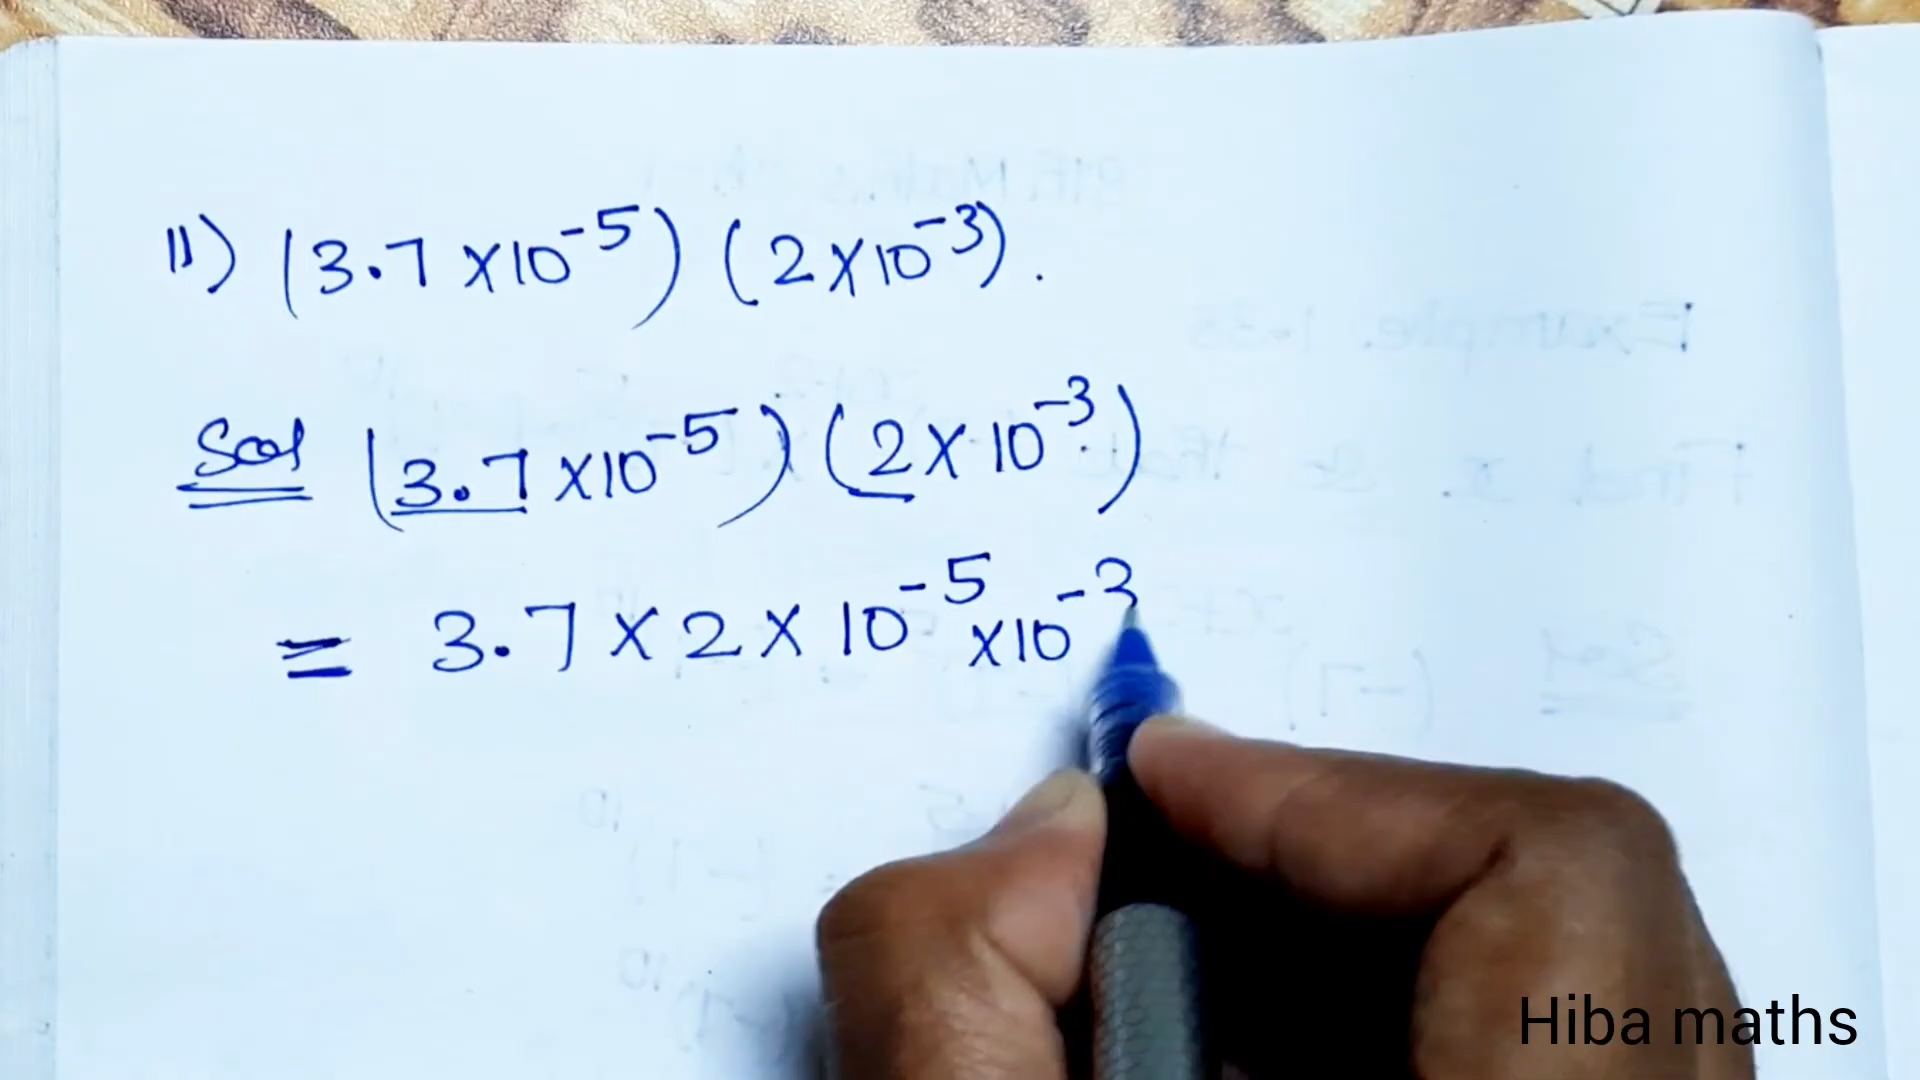 11) (3.7×10⁻⁵) (2×10⁻³).
Sol (3.7×10⁻⁵) (2×10⁻³)
= 3.7×2×10⁻⁵×10⁻³
Hiba maths